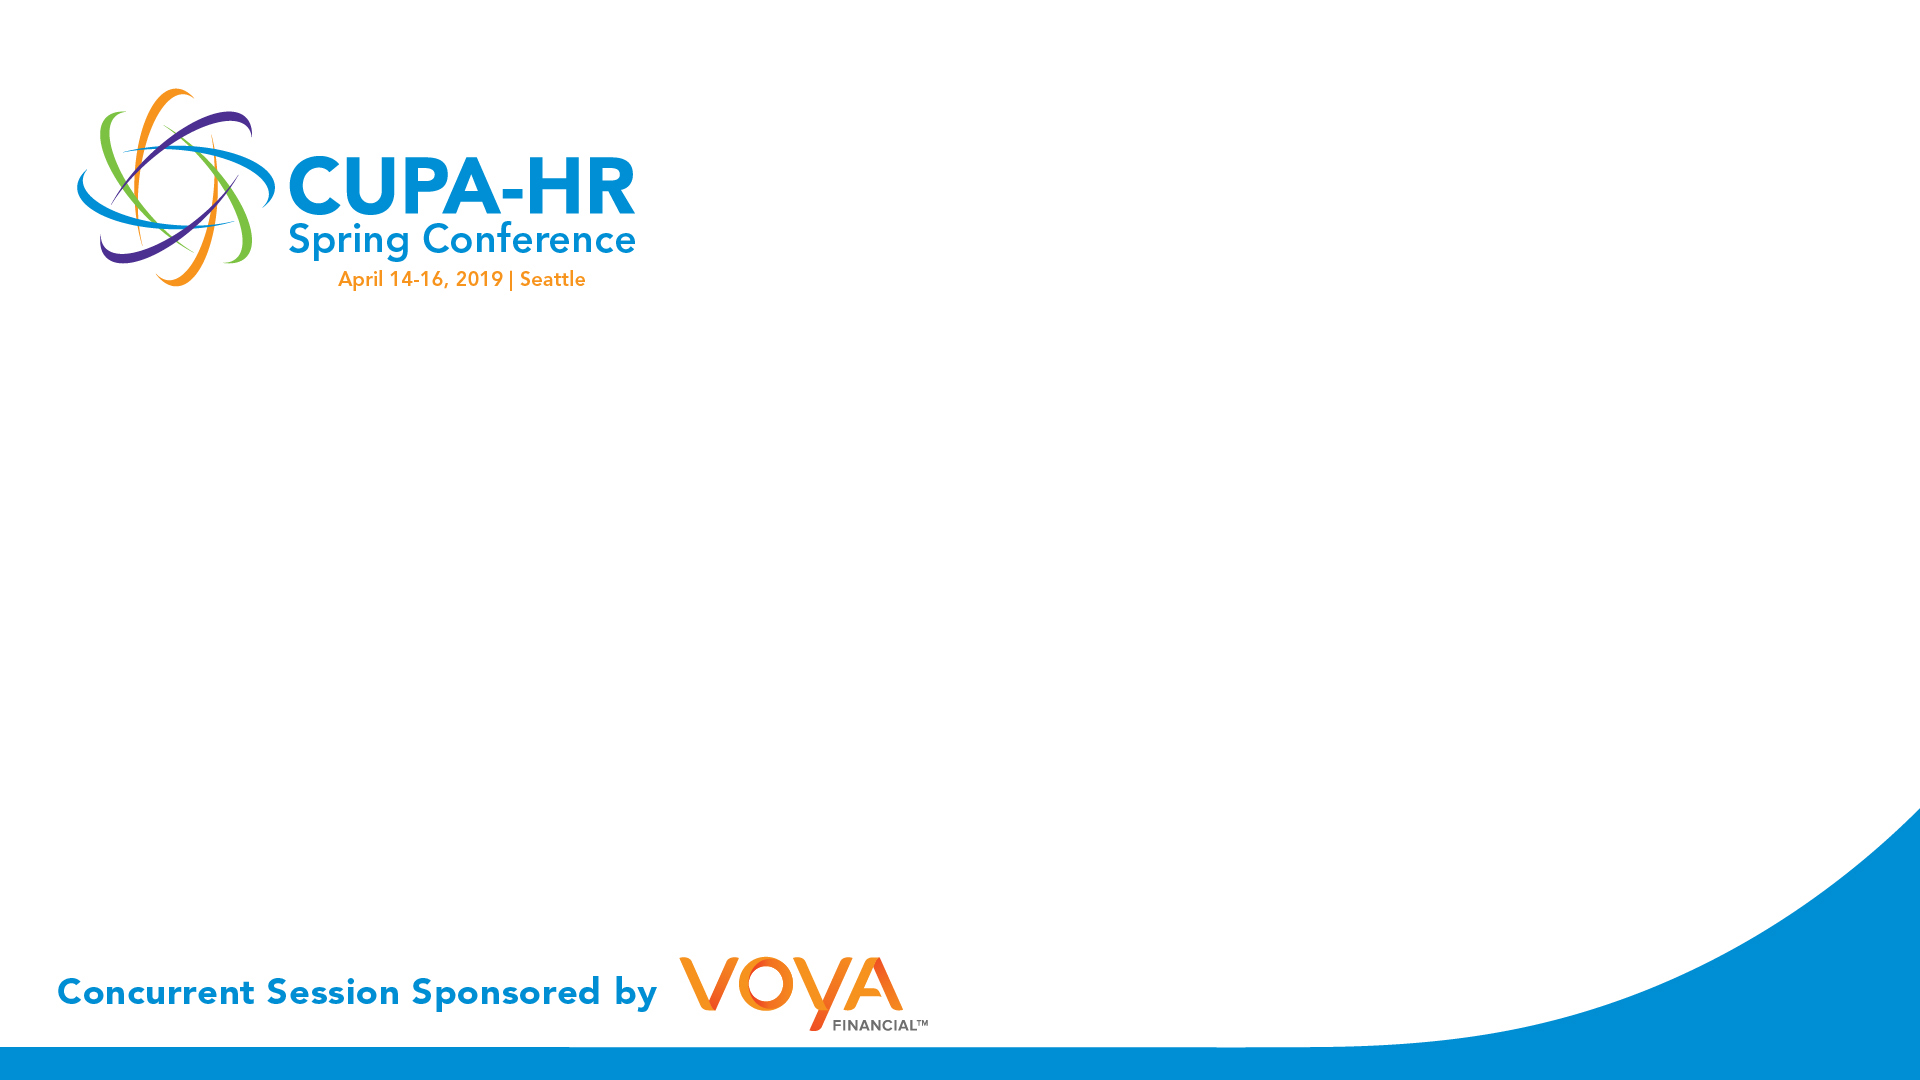 CUPA-HR
Spring Conference
April 14-16, 2019 | Seattle
Concurrent Session Sponsored by
VOYA
FINANCIAL™